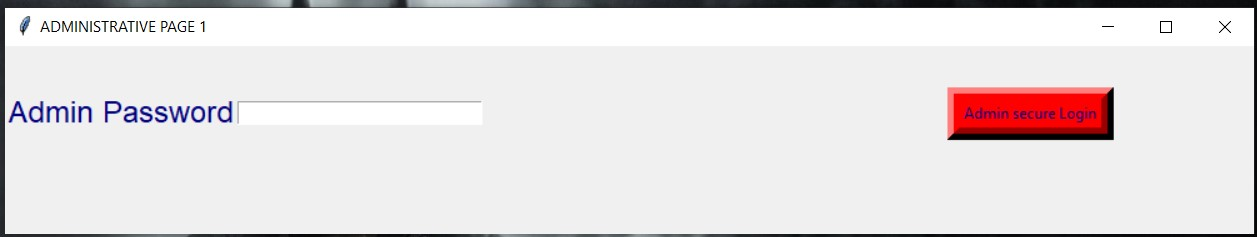 ADMINISTRATIVE PAGE 1
Admin Password
Admin secure Login